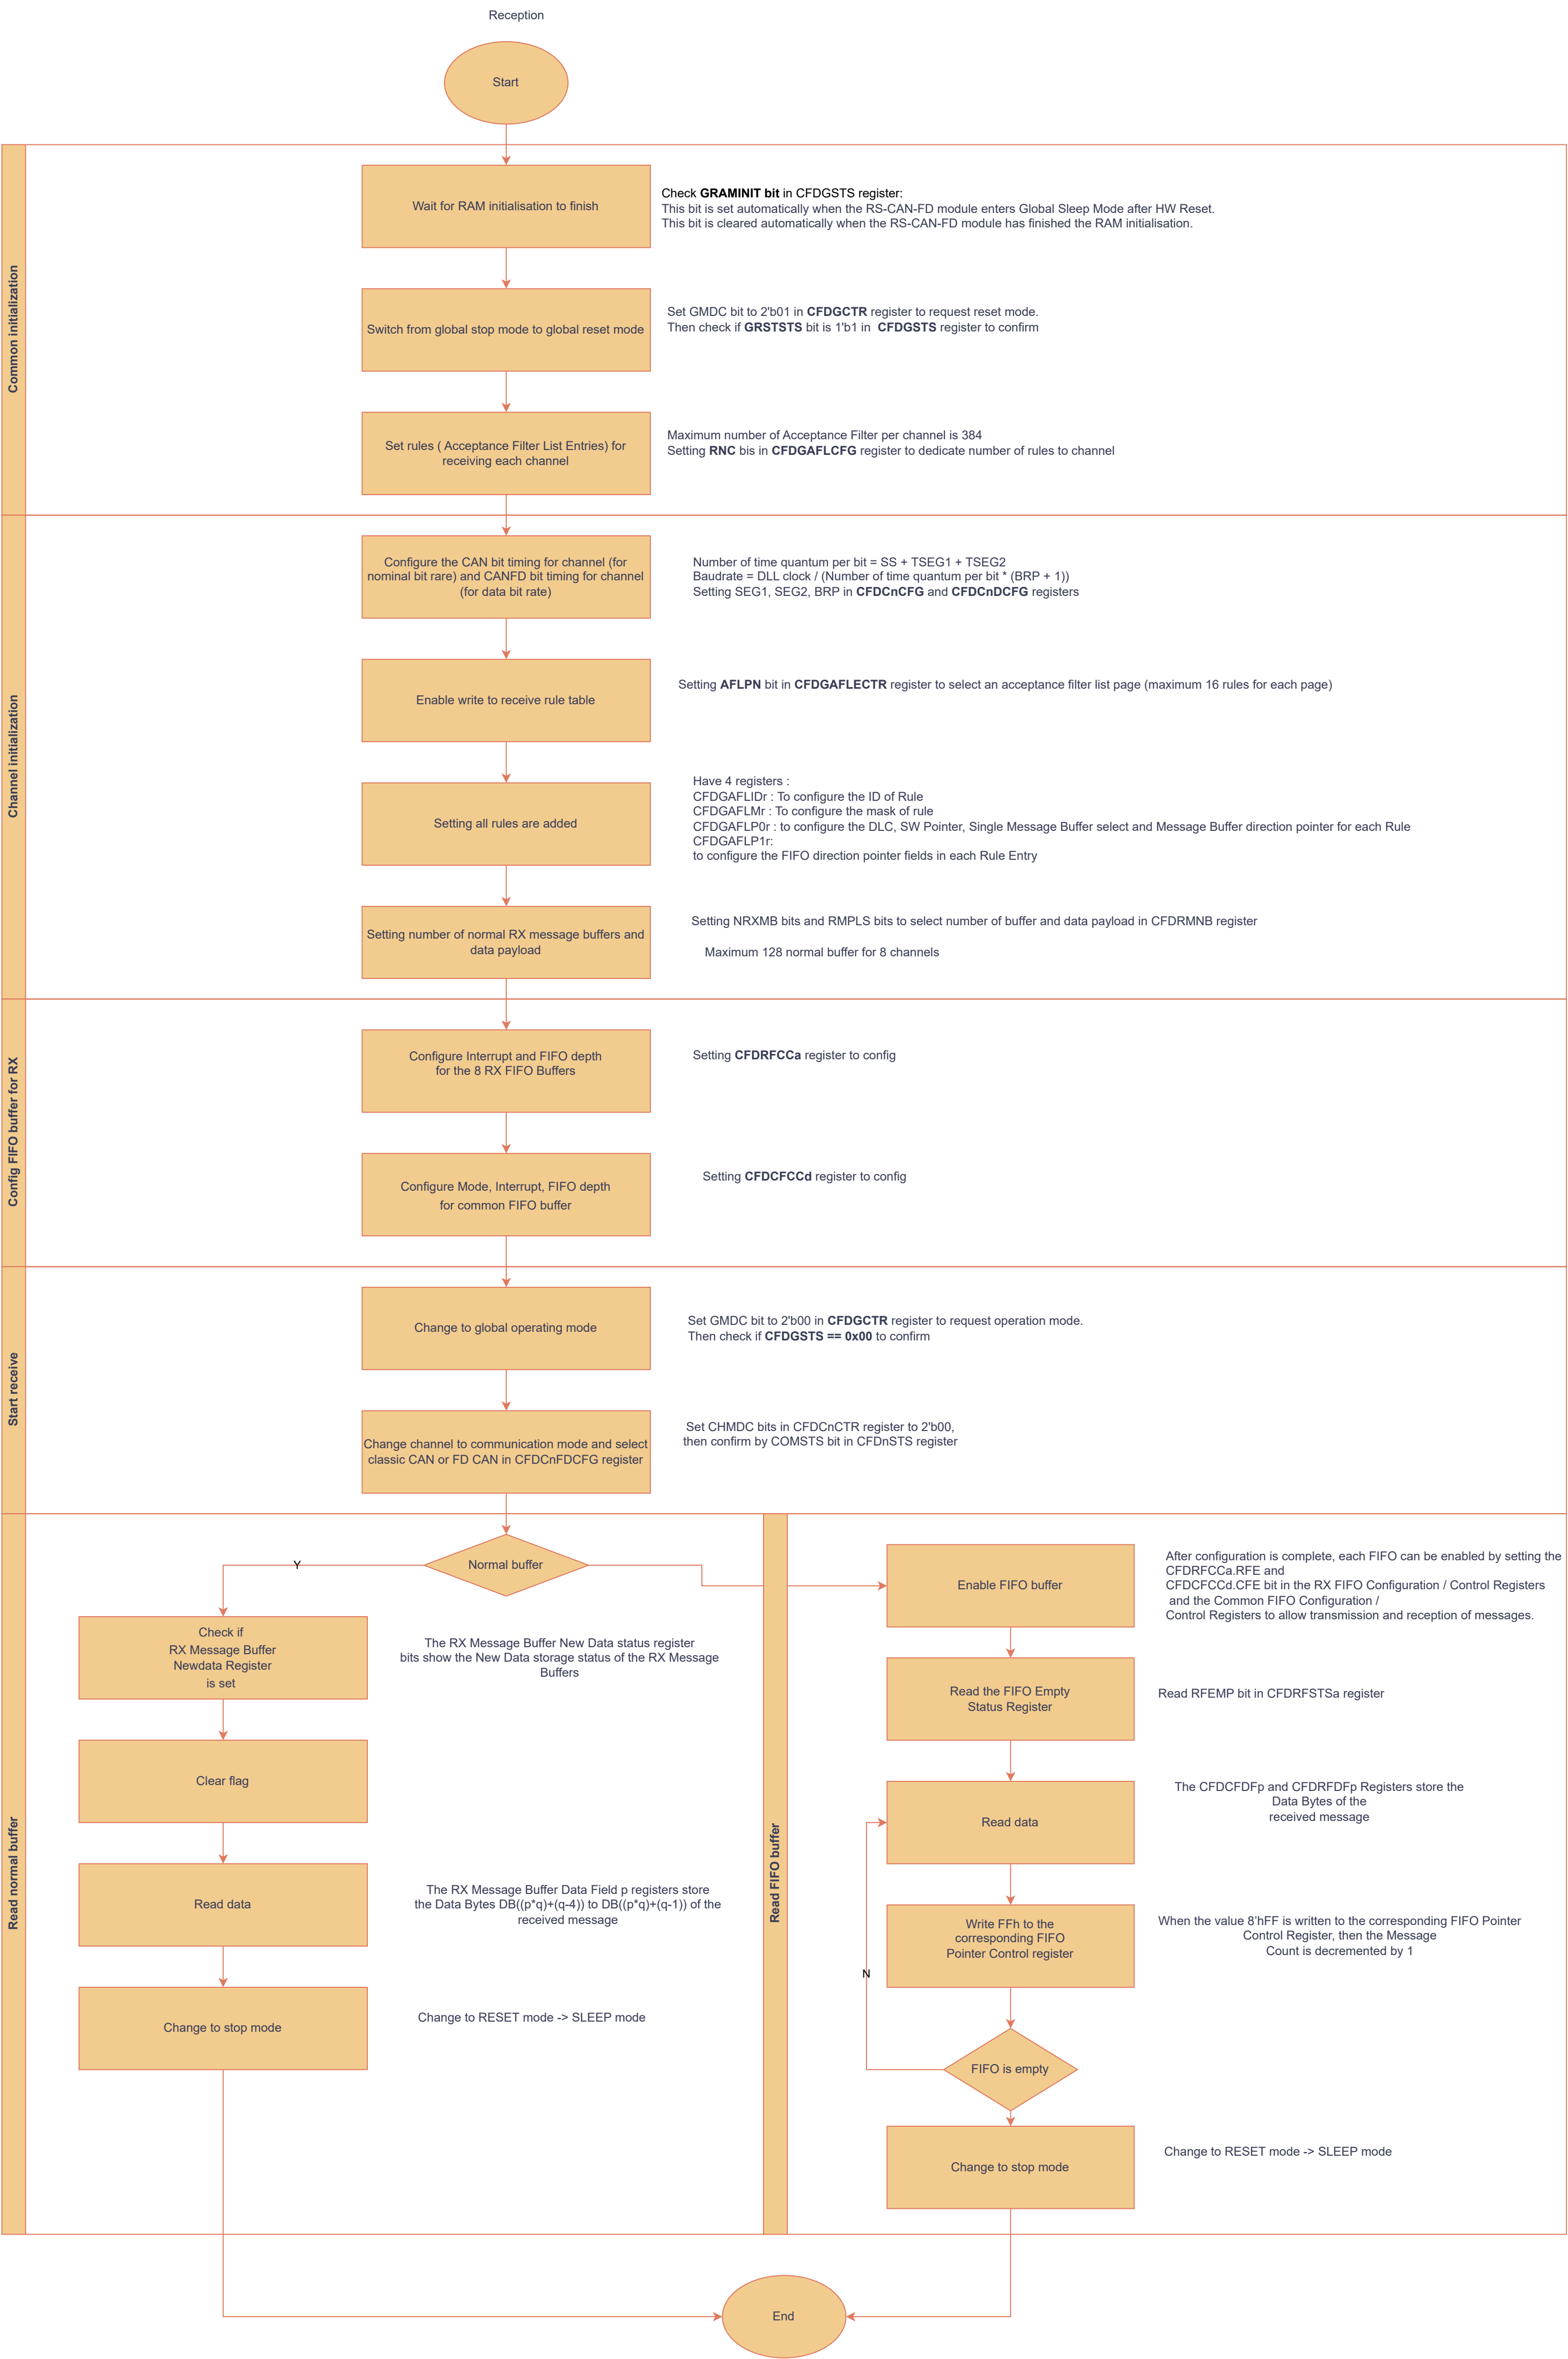 Reception
Start
Common initialization
Wait for RAM initialisation to finish
Check GRAMINIT bit in CFDGSTS register:
This bit is set automatically when the RS-CAN-FD module enters Global Sleep Mode after HW Reset.
This bit is cleared automatically when the RS-CAN-FD module has finished the RAM initialisation.
Switch from global stop mode to global reset mode
Set GMDC bit to 2'b01 in CFDGCTR register to request reset mode.
Then check if GRSTSTS bit is 1'b1 in CFDGSTS register to confirm
Set rules ( Acceptance Filter List Entries) for
receiving each channel
Maximum number of Acceptance Filter per channel is 384
Setting RNC bis in CFDGAFLCFG register to dedicate number of rules to channel
Channel initialization
Configure the CAN bit timing for channel (for
nominal bit rare) and CANFD bit timing for channel
(for data bit rate)
Number of time quantum per bit = SS + TSEG1 + TSEG2
Baudrate = DLL clock / (Number of time quantum per bit * (BRP + 1))
Setting SEG1, SEG2, BRP in CFDCnCFG and CFDCnDCFG registers
Enable write to receive rule table
Setting AFLPN bit in CFDGAFLECTR register to select an acceptance filter list page (maximum 16 rules for each page)
Setting all rules are added
Have 4 registers :
CFDGAFLIDr : To configure the ID of Rule
CFDGAFLMr : To configure the mask of rule
CFDGAFLP0r : to configure the DLC, SW Pointer, Single Message Buffer select and Message Buffer direction pointer for each Rule
CFDGAFLP1r:
to configure the FIFO direction pointer fields in each Rule Entry
Setting number of normal RX message buffers and
data payload
Setting NRXMB bits and RMPLS bits to select number of buffer and data payload in CFDRMNB register
Maximum 128 normal buffer for 8 channels
Config FIFO buffer for RX
Configure Interrupt and FIFO depth
for the 8 RX FIFO Buffers
Setting CFDRFCCa register to config
Configure Mode, Interrupt, FIFO depth
for common FIFO buffer
Setting CFDCFCCd register to config
Start receive
Change to global operating mode
Set GMDC bit to 2'b00 in CFDGCTR register to request operation mode.
Then check if CFDGSTS == 0x00 to confirm
Change channel to communication mode and select
classic CAN or FD CAN in CFDCnFDCFG register
Set CHMDC bits in CFDCnCTR register to 2'b00,
then confirm by COMSTS bit in CFDnSTS register
Read normal buffer
Normal buffer
Y
Check if
RX Message Buffer
Newdata Register
is set
The RX Message Buffer New Data status register
bits show the New Data storage status of the RX Message
Buffers
Clear flag
Read data
The RX Message Buffer Data Field p registers store
the Data Bytes DB((p*q)+(q-4)) to DB((p*q)+(q-1)) of the
received message
Change to stop mode
Change to RESET mode -> SLEEP mode
Read FIFO buffer
Enable FIFO buffer
After configuration is complete, each FIFO can be enabled by setting the
CFDRFCCa.RFE and
CFDCFCCd.CFE bit in the RX FIFO Configuration / Control Registers
and the Common FIFO Configuration /
Control Registers to allow transmission and reception of messages.
Read the FIFO Empty
Status Register
Read RFEMP bit in CFDRFSTSa register
Read data
The CFDCFDFp and CFDRFDFp Registers store the
Data Bytes of the
received message
Write FFh to the
corresponding FIFO
Pointer Control register
When the value 8'hFF is written to the corresponding FIFO Pointer
Control Register, then the Message
Count is decremented by 1
N
FIFO is empty
Change to stop mode
Change to RESET mode -> SLEEP mode
End